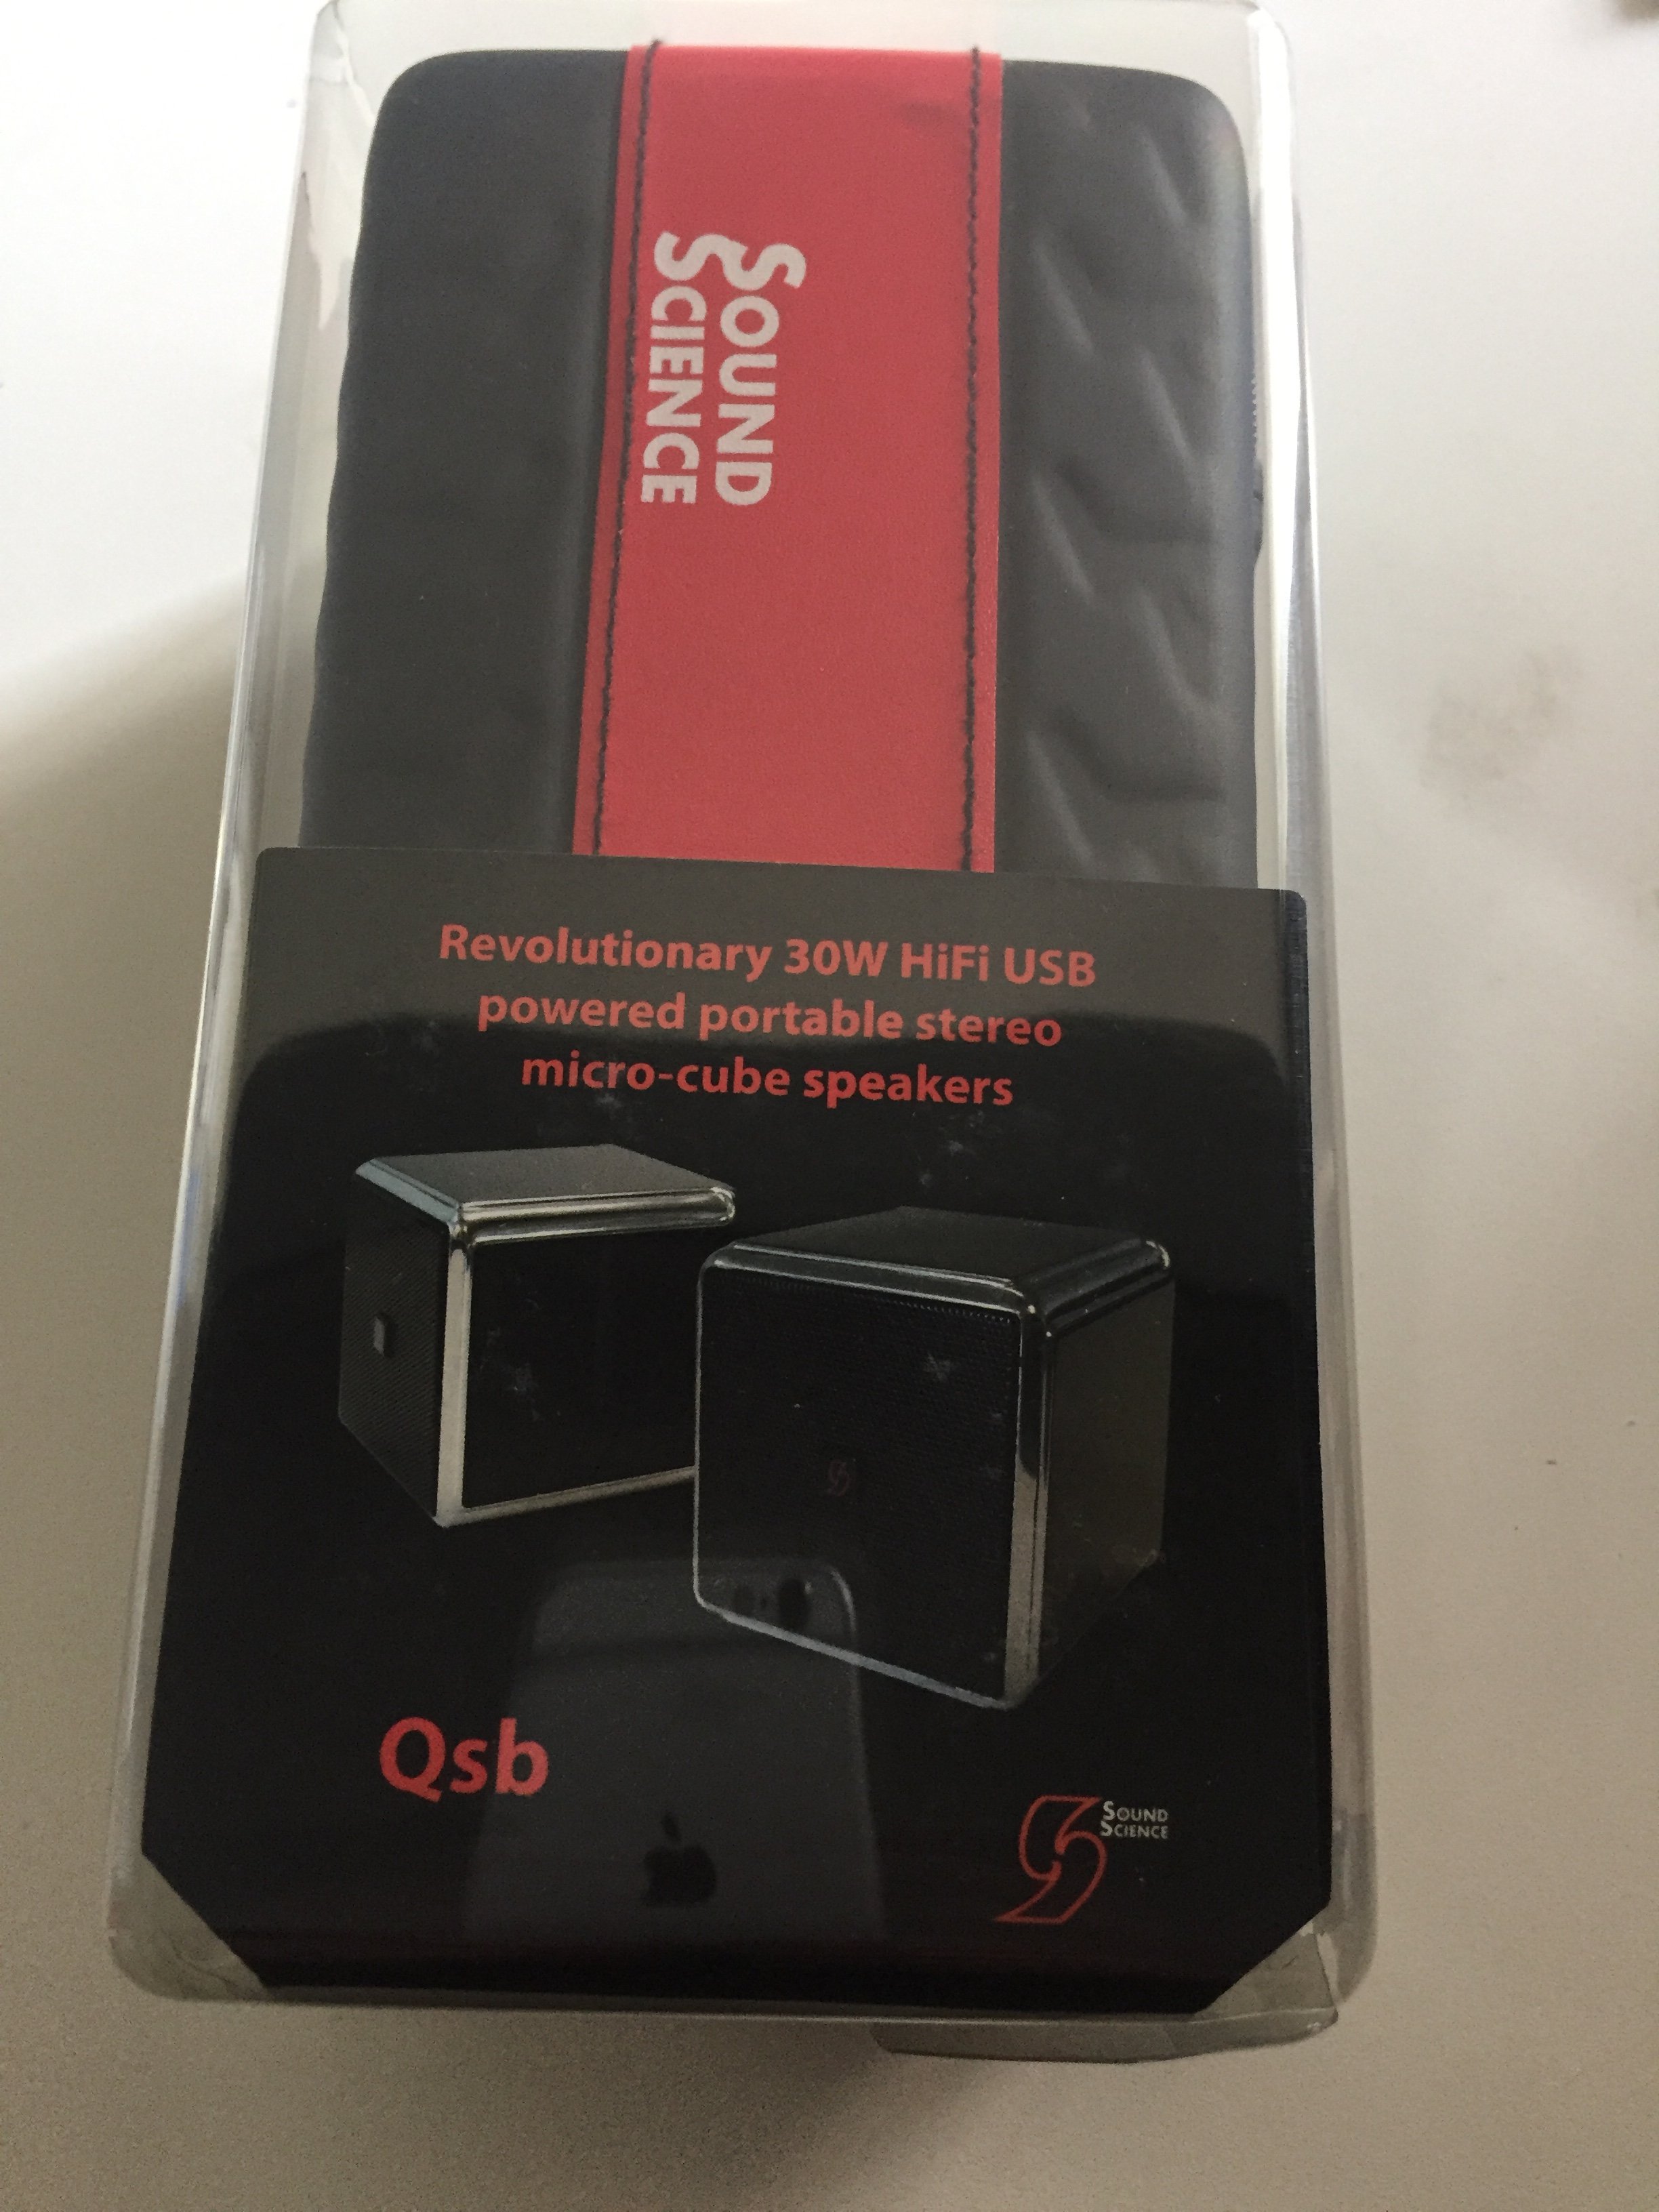 SOUND
SCIENCE
Revolutionary 30W HiFi USB
powered portable stereo
micro-cube speakers
Qsb
SOUND
SCIENCE